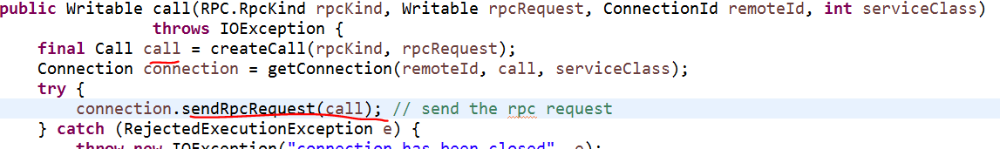 public Writable call(RPC.RpcKind rpcKind, Writable rpcRequest, ConnectionId remoteId, int serviceClass)
throws IOException {
final Call call = createCall(rpcKind, rpcRequest);
Connection connection = getConnection(remoteId, call, serviceClass);
try {
connection.sendRpcRequest(call); // send the rpc request
} catch (RejectedExecutionException e) {
throw new IOException("connection has been closed", e);